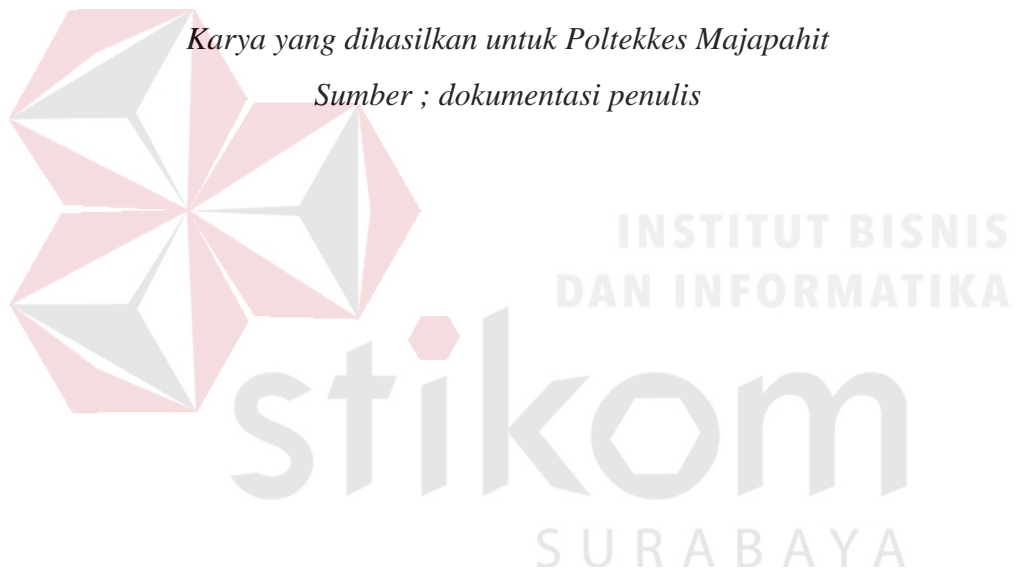 Karya yang dihasilkan untuk Poltekkes Majapahit
Sumber ; dokumentasi penulis
INSTITUT BISNIS
DAN INFORMATIKA
stikom
SURABAYA